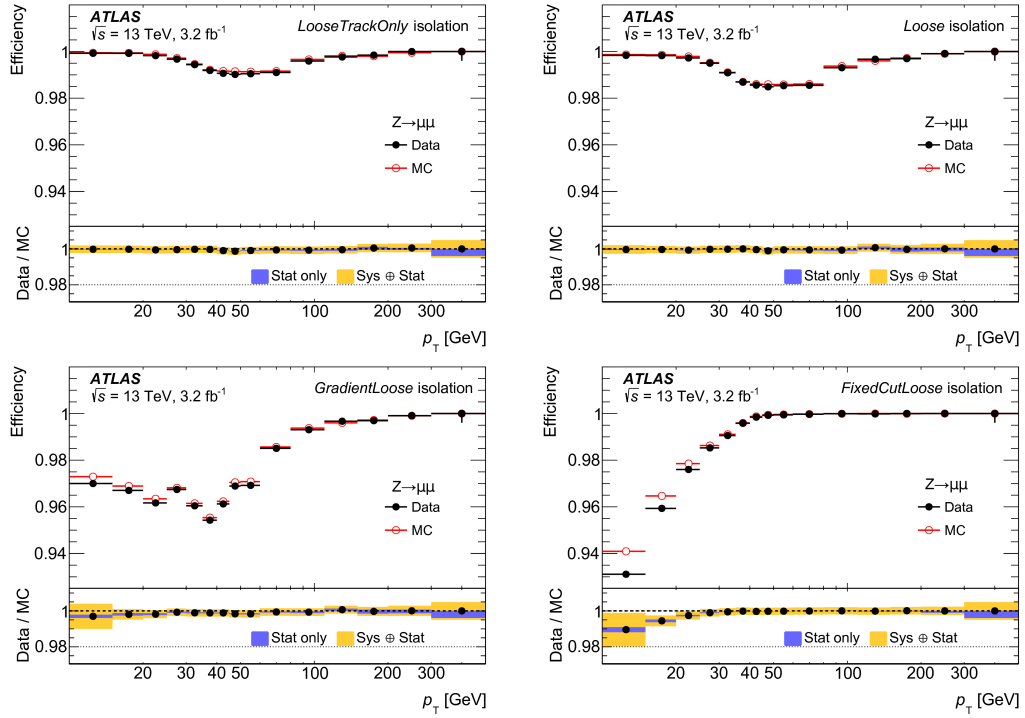 ATLAS
√s = 13 TeV, 3.2 fb⁻¹
LooseTrackOnly isolation
Efficiency
1
0.98
0.96
0.94
Z→μμ
Data
MC
Data / MC
1
0.98
Stat only
Sys ⊕ Stat
20 30 40 50 100 200 300
p_T [GeV]
ATLAS
√s = 13 TeV, 3.2 fb⁻¹
Loose isolation
Efficiency
1
0.98
0.96
0.94
Z→μμ
Data
MC
Data / MC
1
0.98
Stat only
Sys ⊕ Stat
20 30 40 50 100 200 300
p_T [GeV]
ATLAS
√s = 13 TeV, 3.2 fb⁻¹
GradientLoose isolation
Efficiency
1
0.98
0.96
0.94
Z→μμ
Data
MC
Data / MC
1
0.98
Stat only
Sys ⊕ Stat
20 30 40 50 100 200 300
p_T [GeV]
ATLAS
√s = 13 TeV, 3.2 fb⁻¹
FixedCutLoose isolation
Efficiency
1
0.98
0.96
0.94
Z→μμ
Data
MC
Data / MC
1
0.98
Stat only
Sys ⊕ Stat
20 30 40 50 100 200 300
p_T [GeV]